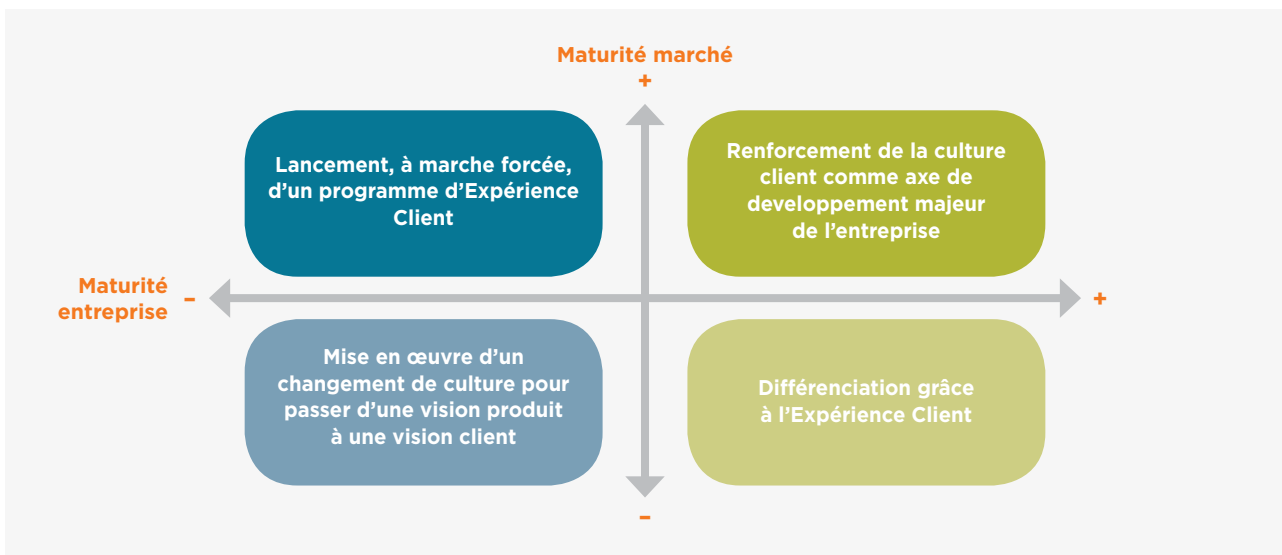 Maturité marché
+
Lancement, à marche forcée,
d'un programme d'Expérience
Client
Renforcement de la culture
client comme axe de
developpement majeur
de l'entreprise
Maturité
entreprise
–
+
Mise en œuvre d'un
changement de culture pour
passer d'une vision produit
à une vision client
Différenciation grâce
à l'Expérience Client
–